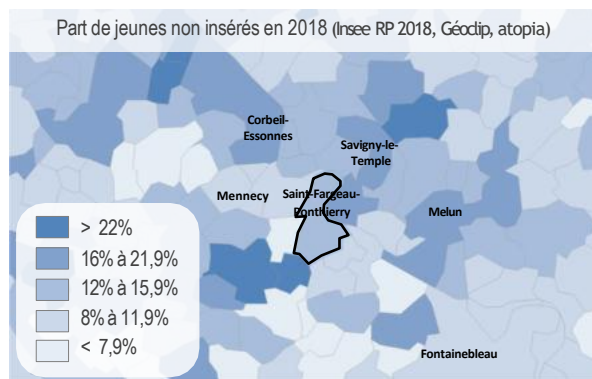 Part de jeunes non insérés en 2018 (Insee RP 2018, Géoclip, atopia)
Corbeil-
Essonnes
Savigny-le-
Temple
Mennecy
Saint-Fargeau-
Ponthierry
Melun
> 22%
16% à 21,9%
12% à 15,9%
8% à 11,9%
< 7,9%
Fontainebleau